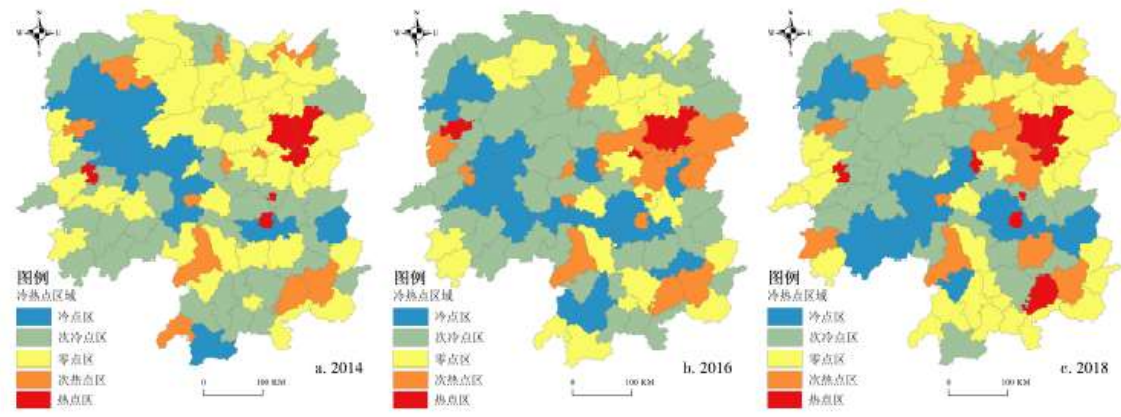 N
W E
S
图例
冷热点区域
冷点区
次冷点区
零点区
次热点区
热点区
0 100 KM
a. 2014
N
W E
S
图例
冷热点区域
冷点区
次冷点区
零点区
次热点区
热点区
0 100 KM
b. 2016
N
W E
S
图例
冷热点区域
冷点区
次冷点区
零点区
次热点区
热点区
0 100 KM
c. 2018